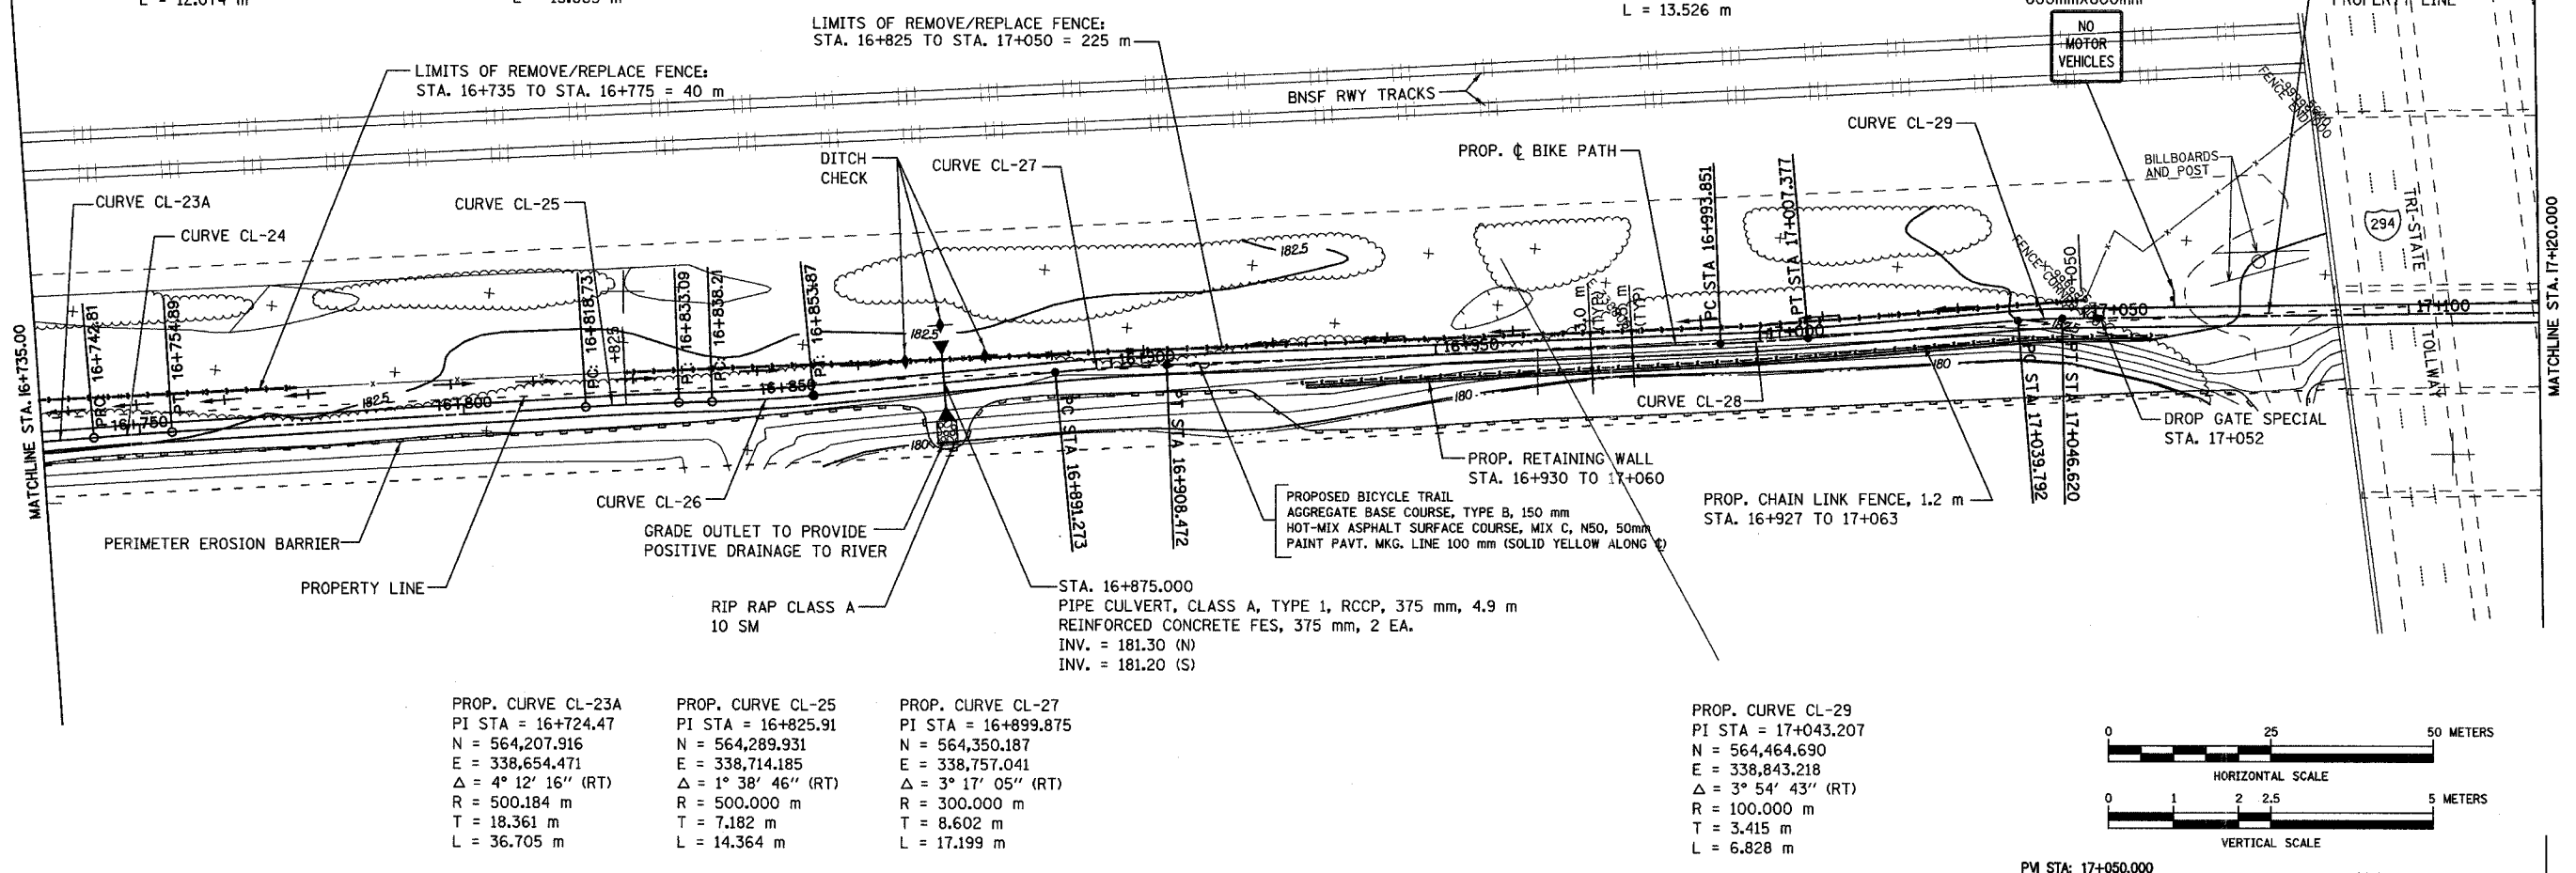 L = 13.526 m
PROPERTY LINE
LIMITS OF REMOVE/REPLACE FENCE:
STA. 16+825 TO STA. 17+050 = 225 m
NO
MOTOR
VEHICLES
LIMITS OF REMOVE/REPLACE FENCE:
STA. 16+735 TO STA. 16+775 = 40 m
BNSF RWY TRACKS
CURVE CL-29
PROP. ℄ BIKE PATH
DITCH
CHECK
CURVE CL-27
BILLBOARDS
AND POST
CURVE CL-23A
CURVE CL-25
CURVE CL-24
TRI-STATE
TOLLWAY
294
MATCHLINE STA. 16+735.00
MATCHLINE STA. 17+120.000
PRC: 16+742.81
PT: 16+754.89
PC: 16+818.73
+825
PT: 16+833.09
PC: 16+838.21
PT: 16+853.87
PC STA 16+891.273
PT STA 16+908.472
PC STA 16+993.851
PT STA 17+007.377
PC STA 17+039.792
PT STA 17+046.620
17+050
182.5
182.5
182.5
16+750
16+800
16+850
16+900
16+950
17+000
17+050
17+100
180
180
180
3.0 m
(TYP)
CURVE CL-28
CURVE CL-26
DROP GATE SPECIAL
STA. 17+052
PROP. RETAINING WALL
STA. 16+930 TO 17+060
PROP. CHAIN LINK FENCE, 1.2 m
STA. 16+927 TO 17+063
PROPOSED BICYCLE TRAIL
AGGREGATE BASE COURSE, TYPE B, 150 mm
HOT-MIX ASPHALT SURFACE COURSE, MIX C, N50, 50mm
PAINT PAVT. MKG. LINE 100 mm (SOLID YELLOW ALONG ℄)
GRADE OUTLET TO PROVIDE
POSITIVE DRAINAGE TO RIVER
PERIMETER EROSION BARRIER
PROPERTY LINE
RIP RAP CLASS A
10 SM
STA. 16+875.000
PIPE CULVERT, CLASS A, TYPE 1, RCCP, 375 mm, 4.9 m
REINFORCED CONCRETE FES, 375 mm, 2 EA.
INV. = 181.30 (N)
INV. = 181.20 (S)
PROP. CURVE CL-23A
PI STA = 16+724.47
N = 564,207.916
E = 338,654.471
Δ = 4° 12' 16" (RT)
R = 500.184 m
T = 18.361 m
L = 36.705 m
PROP. CURVE CL-25
PI STA = 16+825.91
N = 564,289.931
E = 338,714.185
Δ = 1° 38' 46" (RT)
R = 500.000 m
T = 7.182 m
L = 14.364 m
PROP. CURVE CL-27
PI STA = 16+899.875
N = 564,350.187
E = 338,757.041
Δ = 3° 17' 05" (RT)
R = 300.000 m
T = 8.602 m
L = 17.199 m
PROP. CURVE CL-29
PI STA = 17+043.207
N = 564,464.690
E = 338,843.218
Δ = 3° 54' 43" (RT)
R = 100.000 m
T = 3.415 m
L = 6.828 m
0 25 50 METERS
HORIZONTAL SCALE
0 1 2 2.5 5 METERS
VERTICAL SCALE
PVI STA: 17+050.000